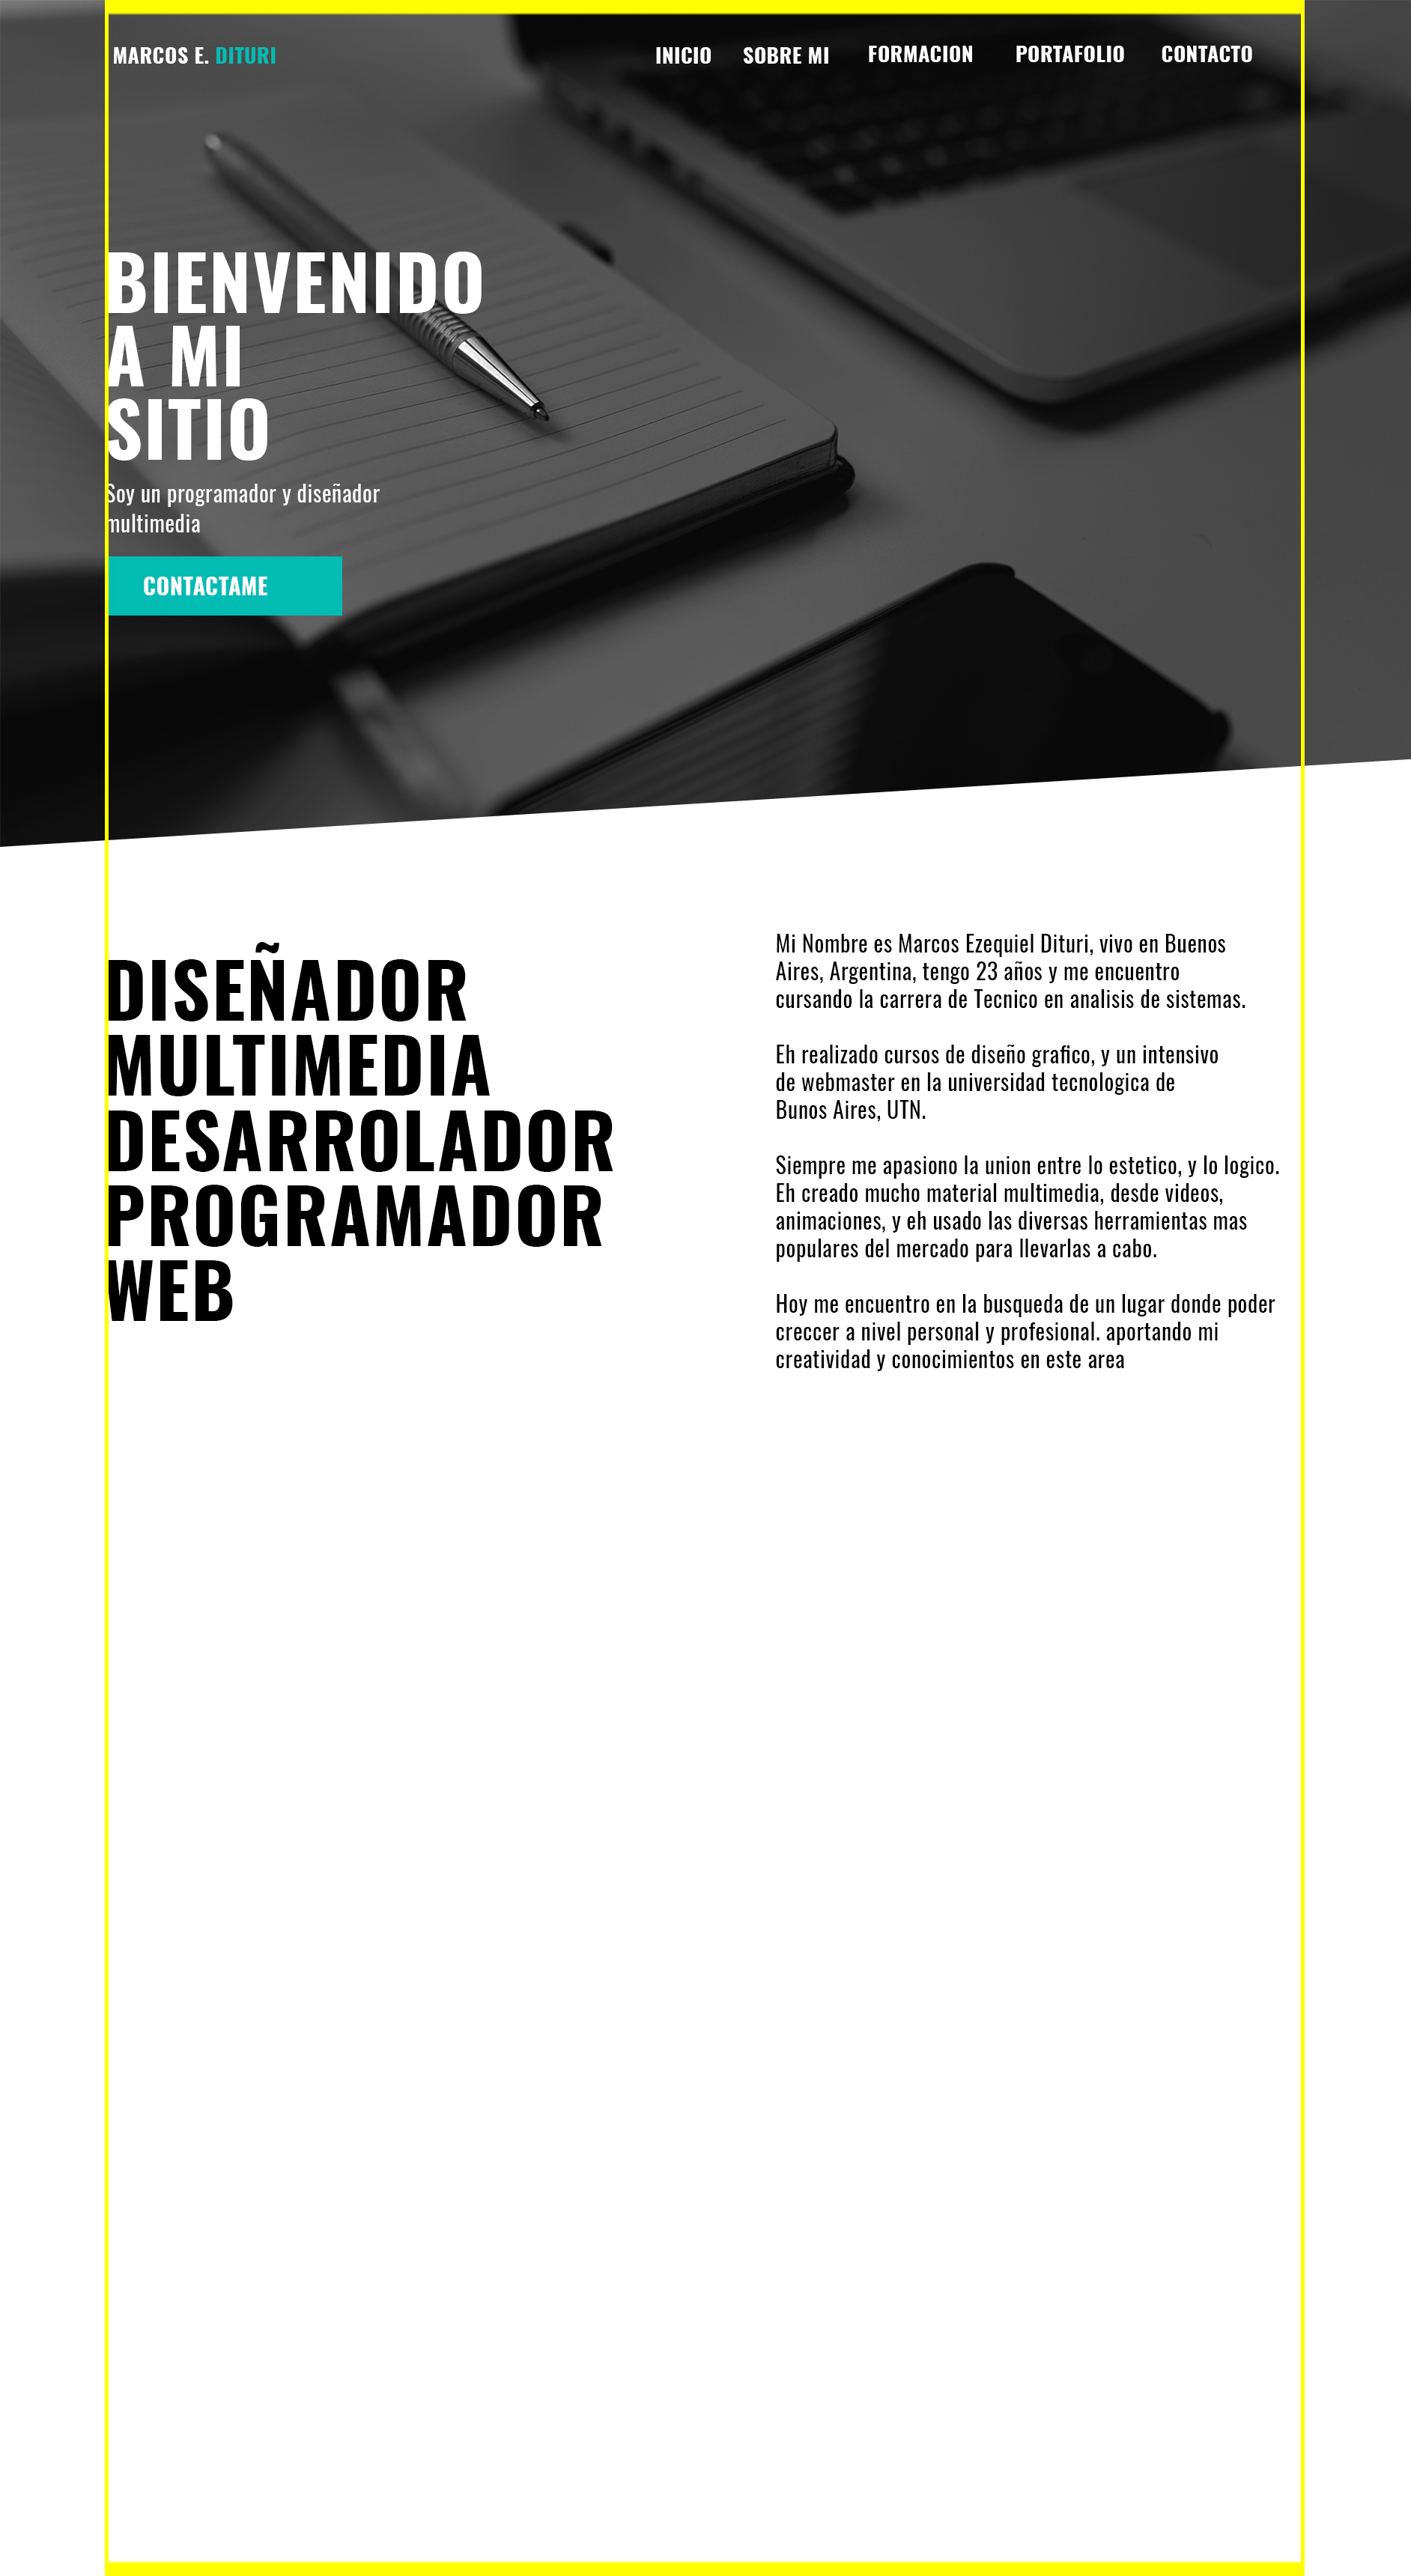 MARCOS E. DITURI
INICIO SOBRE MI FORMACION PORTAFOLIO CONTACTO
BIENVENIDO
A MI
SITIO
Soy un programador y diseñador
multimedia
CONTACTAME
DISEÑADOR
MULTIMEDIA
DESARROLADOR
PROGRAMADOR
WEB
Mi Nombre es Marcos Ezequiel Dituri, vivo en Buenos
Aires, Argentina, tengo 23 años y me encuentro
cursando la carrera de Tecnico en analisis de sistemas.
Eh realizado cursos de diseño grafico, y un intensivo
de webmaster en la universidad tecnologica de
Bunos Aires, UTN.
Siempre me apasiono la union entre lo estetico, y lo logico.
Eh creado mucho material multimedia, desde videos,
animaciones, y eh usado las diversas herramientas mas
populares del mercado para llevarlas a cabo.
Hoy me encuentro en la busqueda de un lugar donde poder
creccer a nivel personal y profesional. aportando mi
creatividad y conocimientos en este area